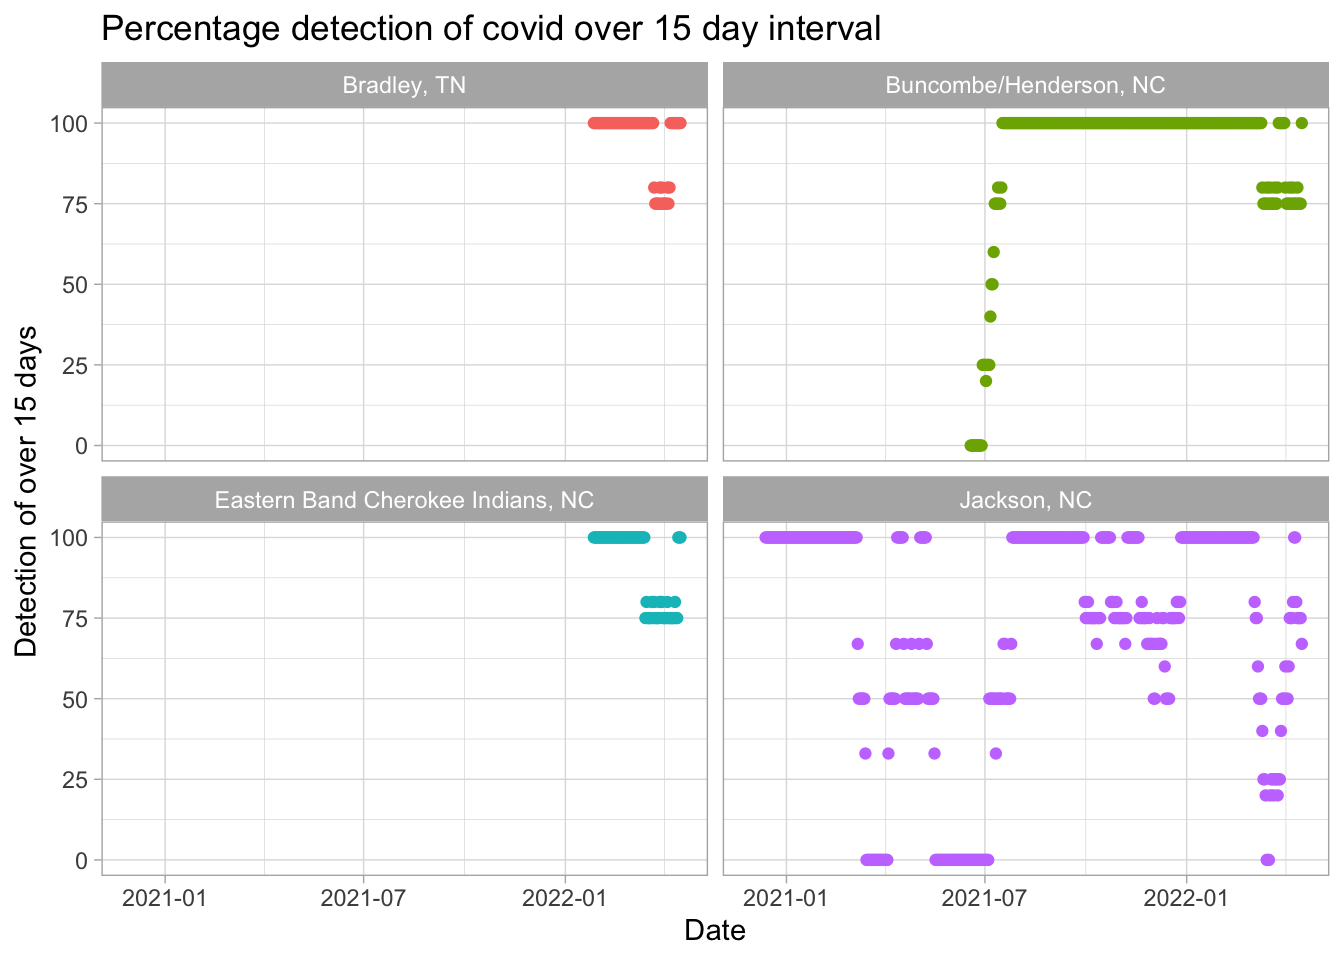 Percentage detection of covid over 15 day interval
Bradley, TN
Buncombe/Henderson, NC
100
75
50
25
0
Eastern Band Cherokee Indians, NC
Jackson, NC
100
75
50
25
0
Detection of over 15 days
2021-01
2021-07
2022-01
2021-01
2021-07
2022-01
Date